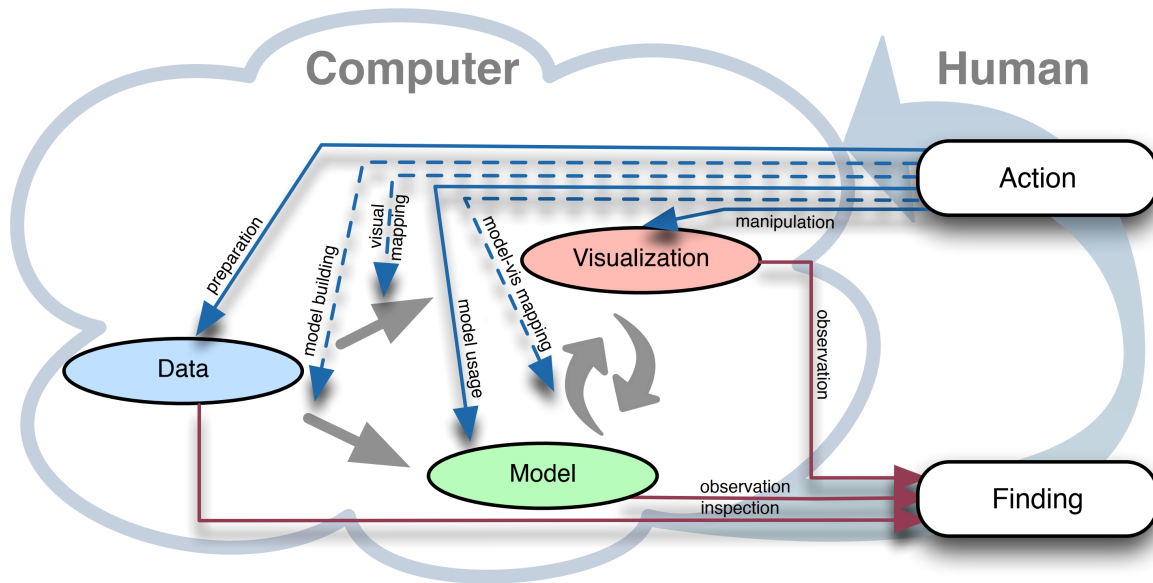 Computer
Human
Action
manipulation
preparation
model building
visual
mapping
model usage
model-vis mapping
Visualization
observation
Data
Model
observation
inspection
Finding